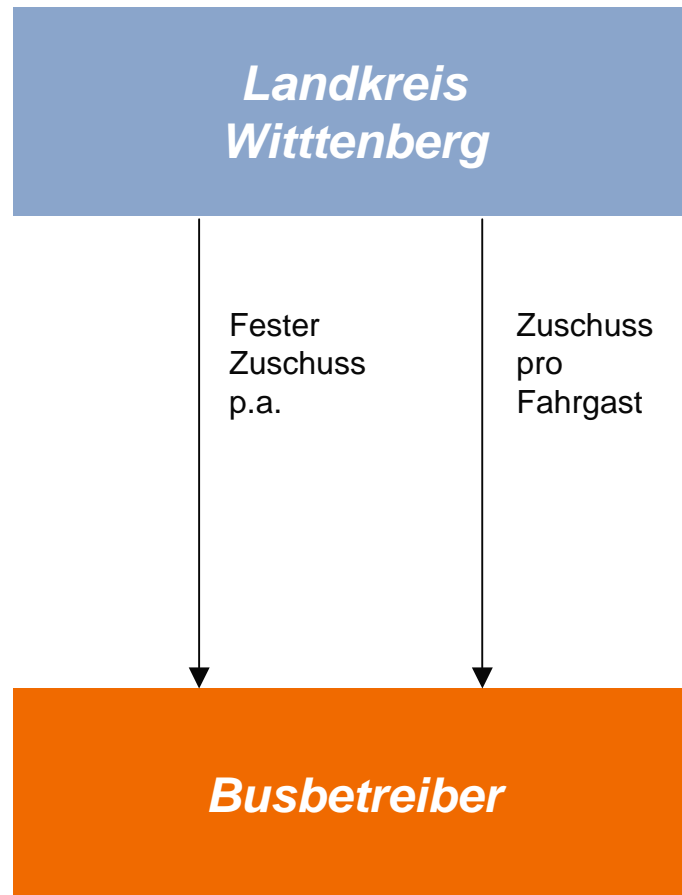 Landkreis
Witttenberg
Fester
Zuschuss
p.a.
Zuschuss
pro
Fahrgast
Busbetreiber